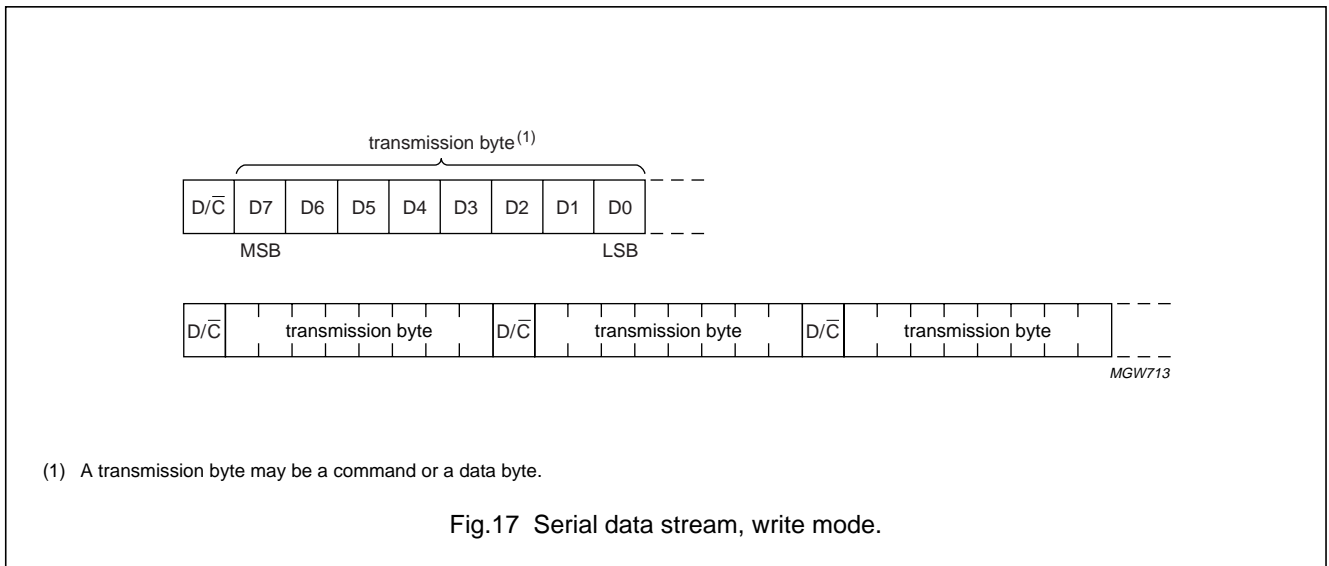 transmission byte(1)
D/C̅ D7 D6 D5 D4 D3 D2 D1 D0
MSB LSB
D/C̅ transmission byte D/C̅ transmission byte D/C̅ transmission byte
MGW713
(1) A transmission byte may be a command or a data byte.
Fig.17 Serial data stream, write mode.